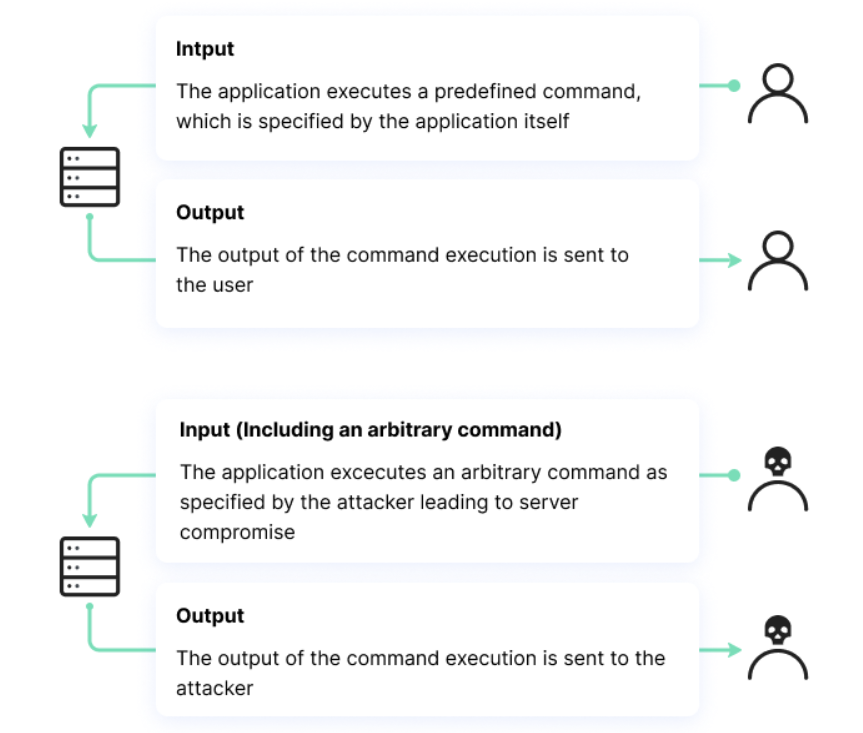 Intput
The application executes a predefined command,
which is specified by the application itself
Output
The output of the command execution is sent to
the user
Input (Including an arbitrary command)
The application excecutes an arbitrary command as
specified by the attacker leading to server
compromise
Output
The output of the command execution is sent to the
attacker